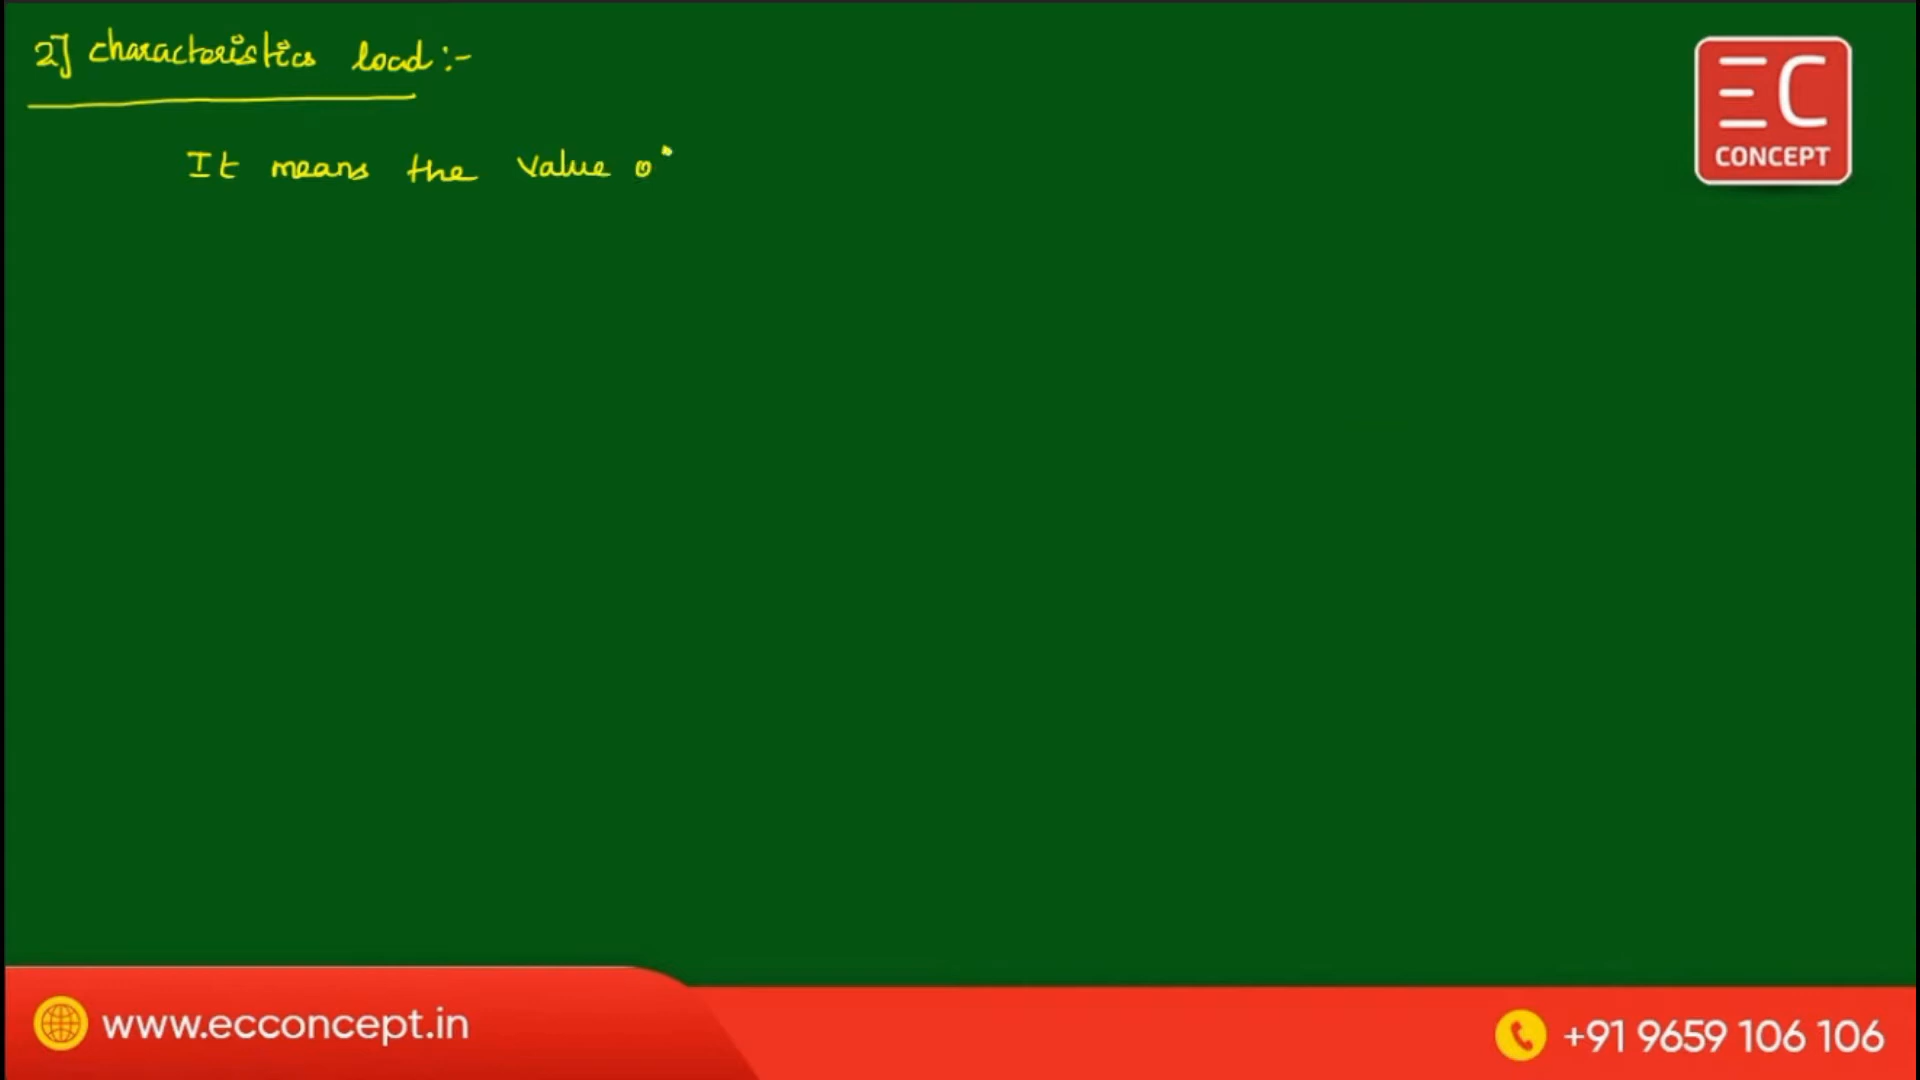 2] characteristics load :-
It means the value o
EC
CONCEPT
www.ecconcept.in
+91 9659 106 106